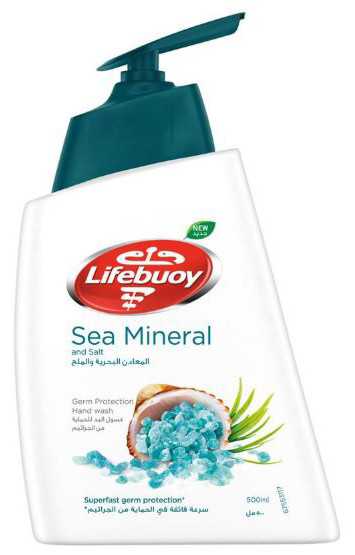 NEW
جديد
Lifebuoy
Sea Mineral
and Salt
المعادن البحرية والملح
Germ Protection
Hand wash
غسول اليد للحماية
من الجراثيم
Superfast germ protection*
سرعة فائقة في الحماية من الجراثيم*
500ml
٥٠٠مل